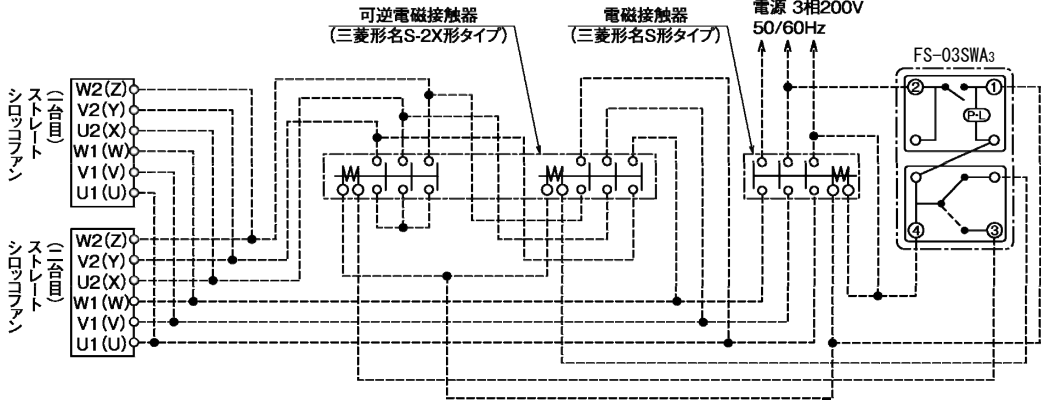 可逆電磁接触器
(三菱形名S-2X形タイプ)
電磁接触器
(三菱形名S形タイプ)
電源 3相200V
50/60Hz
FS-03SWA3
② ①
P-L
④ ③
ストレート
シロッコファン
(一台目)
W2(Z)
V2(Y)
U2(X)
W1(W)
V1(V)
U1(U)
ストレート
シロッコファン
(二台目)
W2(Z)
V2(Y)
U2(X)
W1(W)
V1(V)
U1(U)